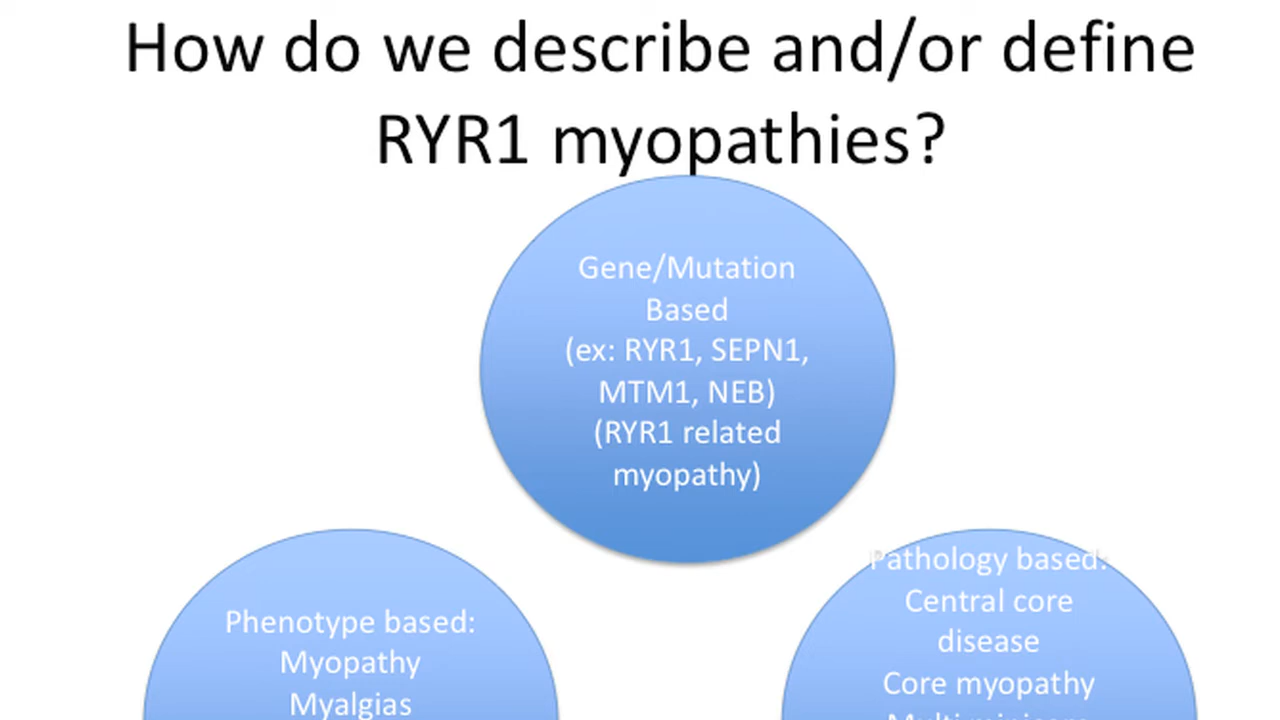 How do we describe and/or define
RYR1 myopathies?
Gene/Mutation
Based
(ex: RYR1, SEPN1,
MTM1, NEB)
(RYR1 related
myopathy)
Phenotype based:
Myopathy
Myalgias
Pathology based:
Central core
disease
Core myopathy